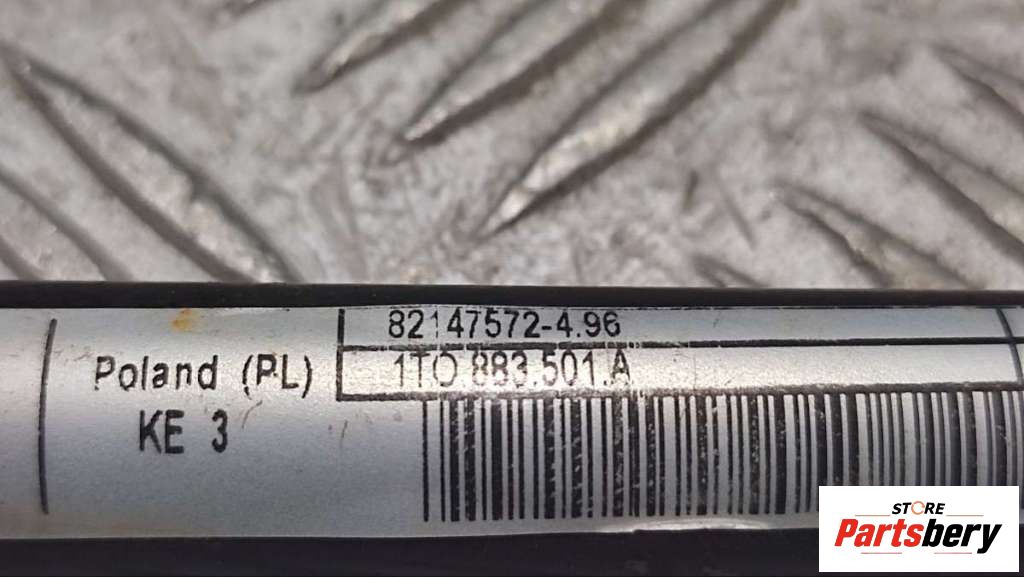 82147572-4.96
1TO.883.501.A
Poland (PL)
KE 3
STORE
Partsbery